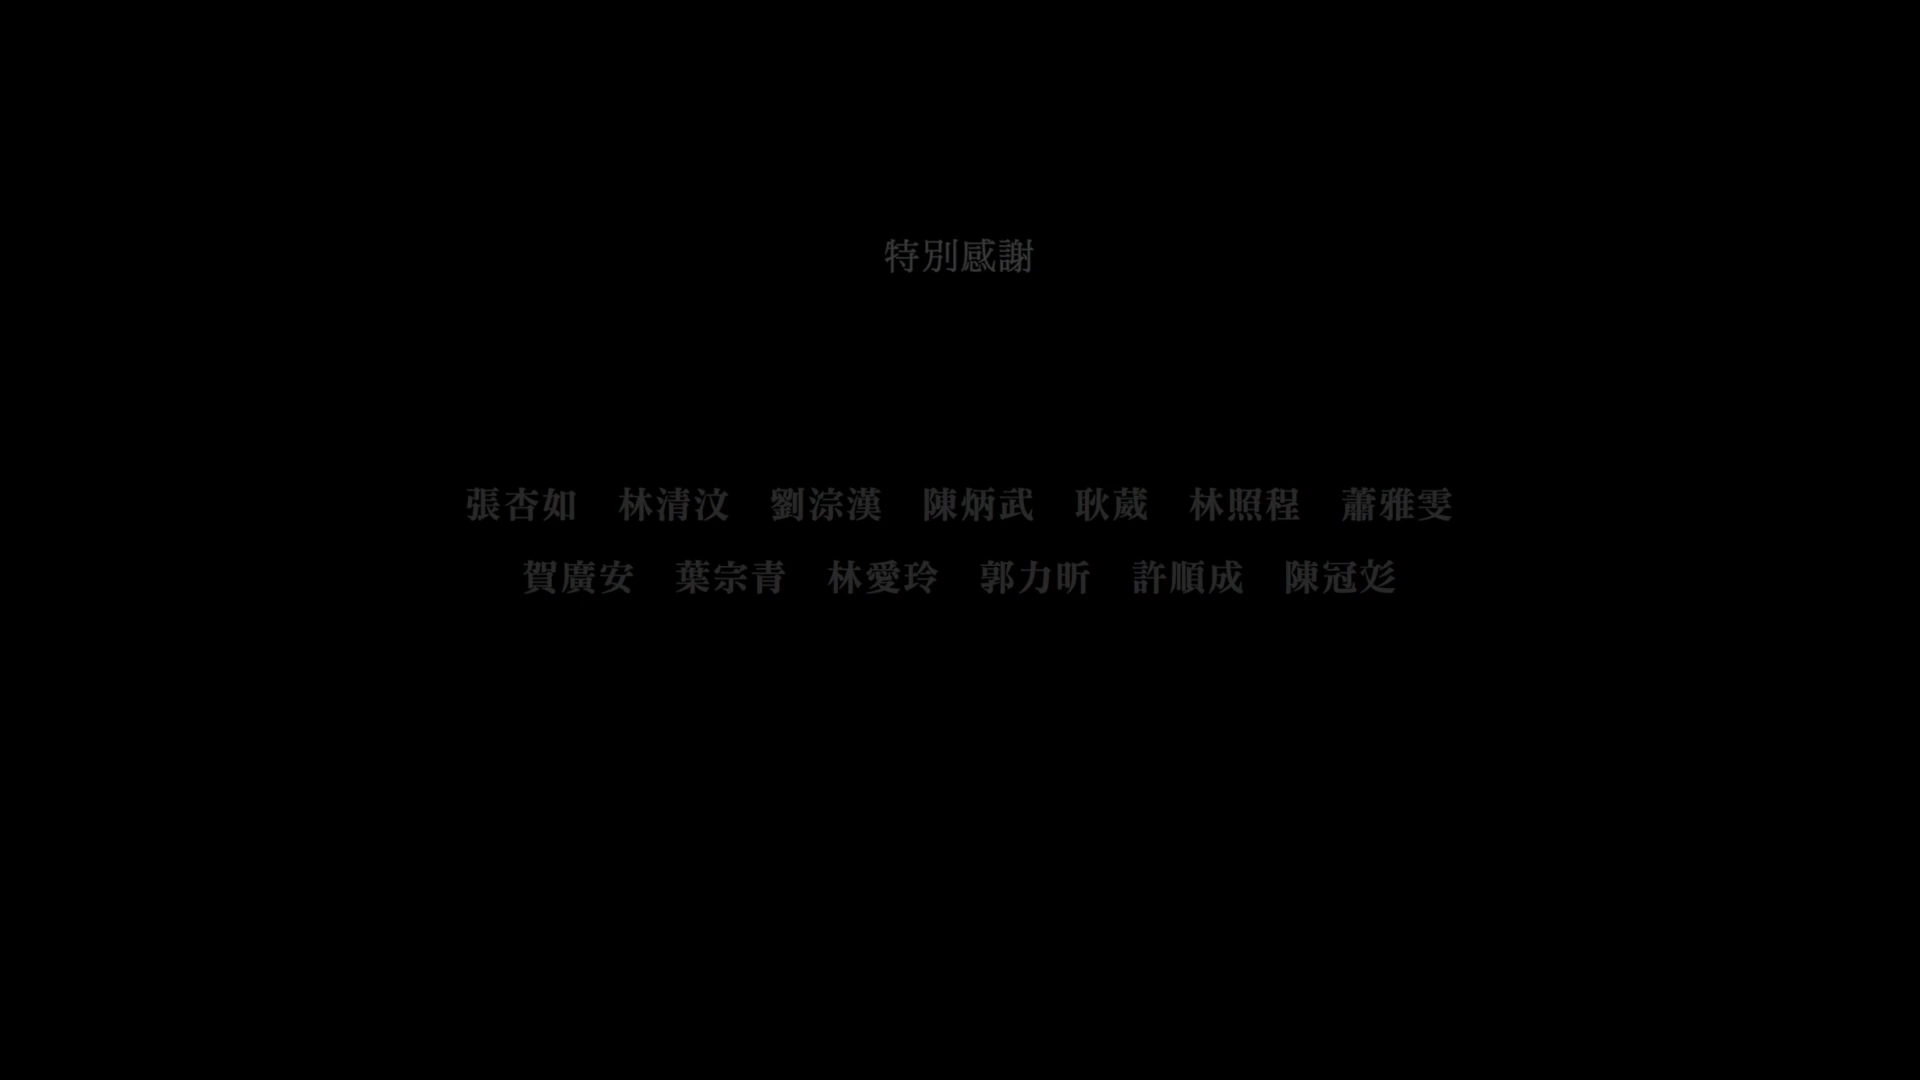 特別感謝
張杏如　林清汶　劉淙漢　陳炳武　耿葳　林照程　蕭雅雯
賀廣安　葉宗青　林愛玲　郭力昕　許順成　陳冠彣